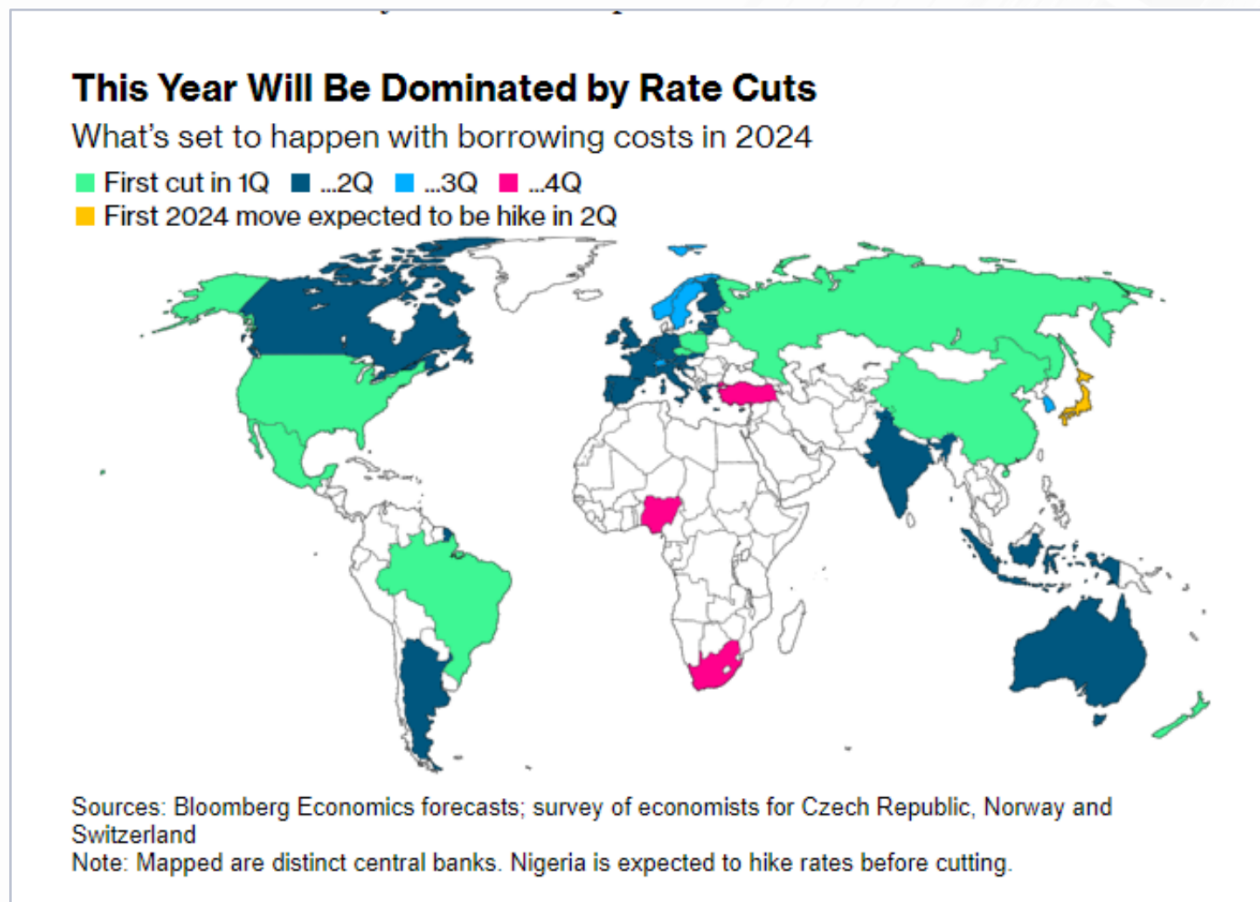 This Year Will Be Dominated by Rate Cuts
What's set to happen with borrowing costs in 2024
First cut in 1Q ...2Q ...3Q ...4Q
First 2024 move expected to be hike in 2Q
Sources: Bloomberg Economics forecasts; survey of economists for Czech Republic, Norway and
Switzerland
Note: Mapped are distinct central banks. Nigeria is expected to hike rates before cutting.